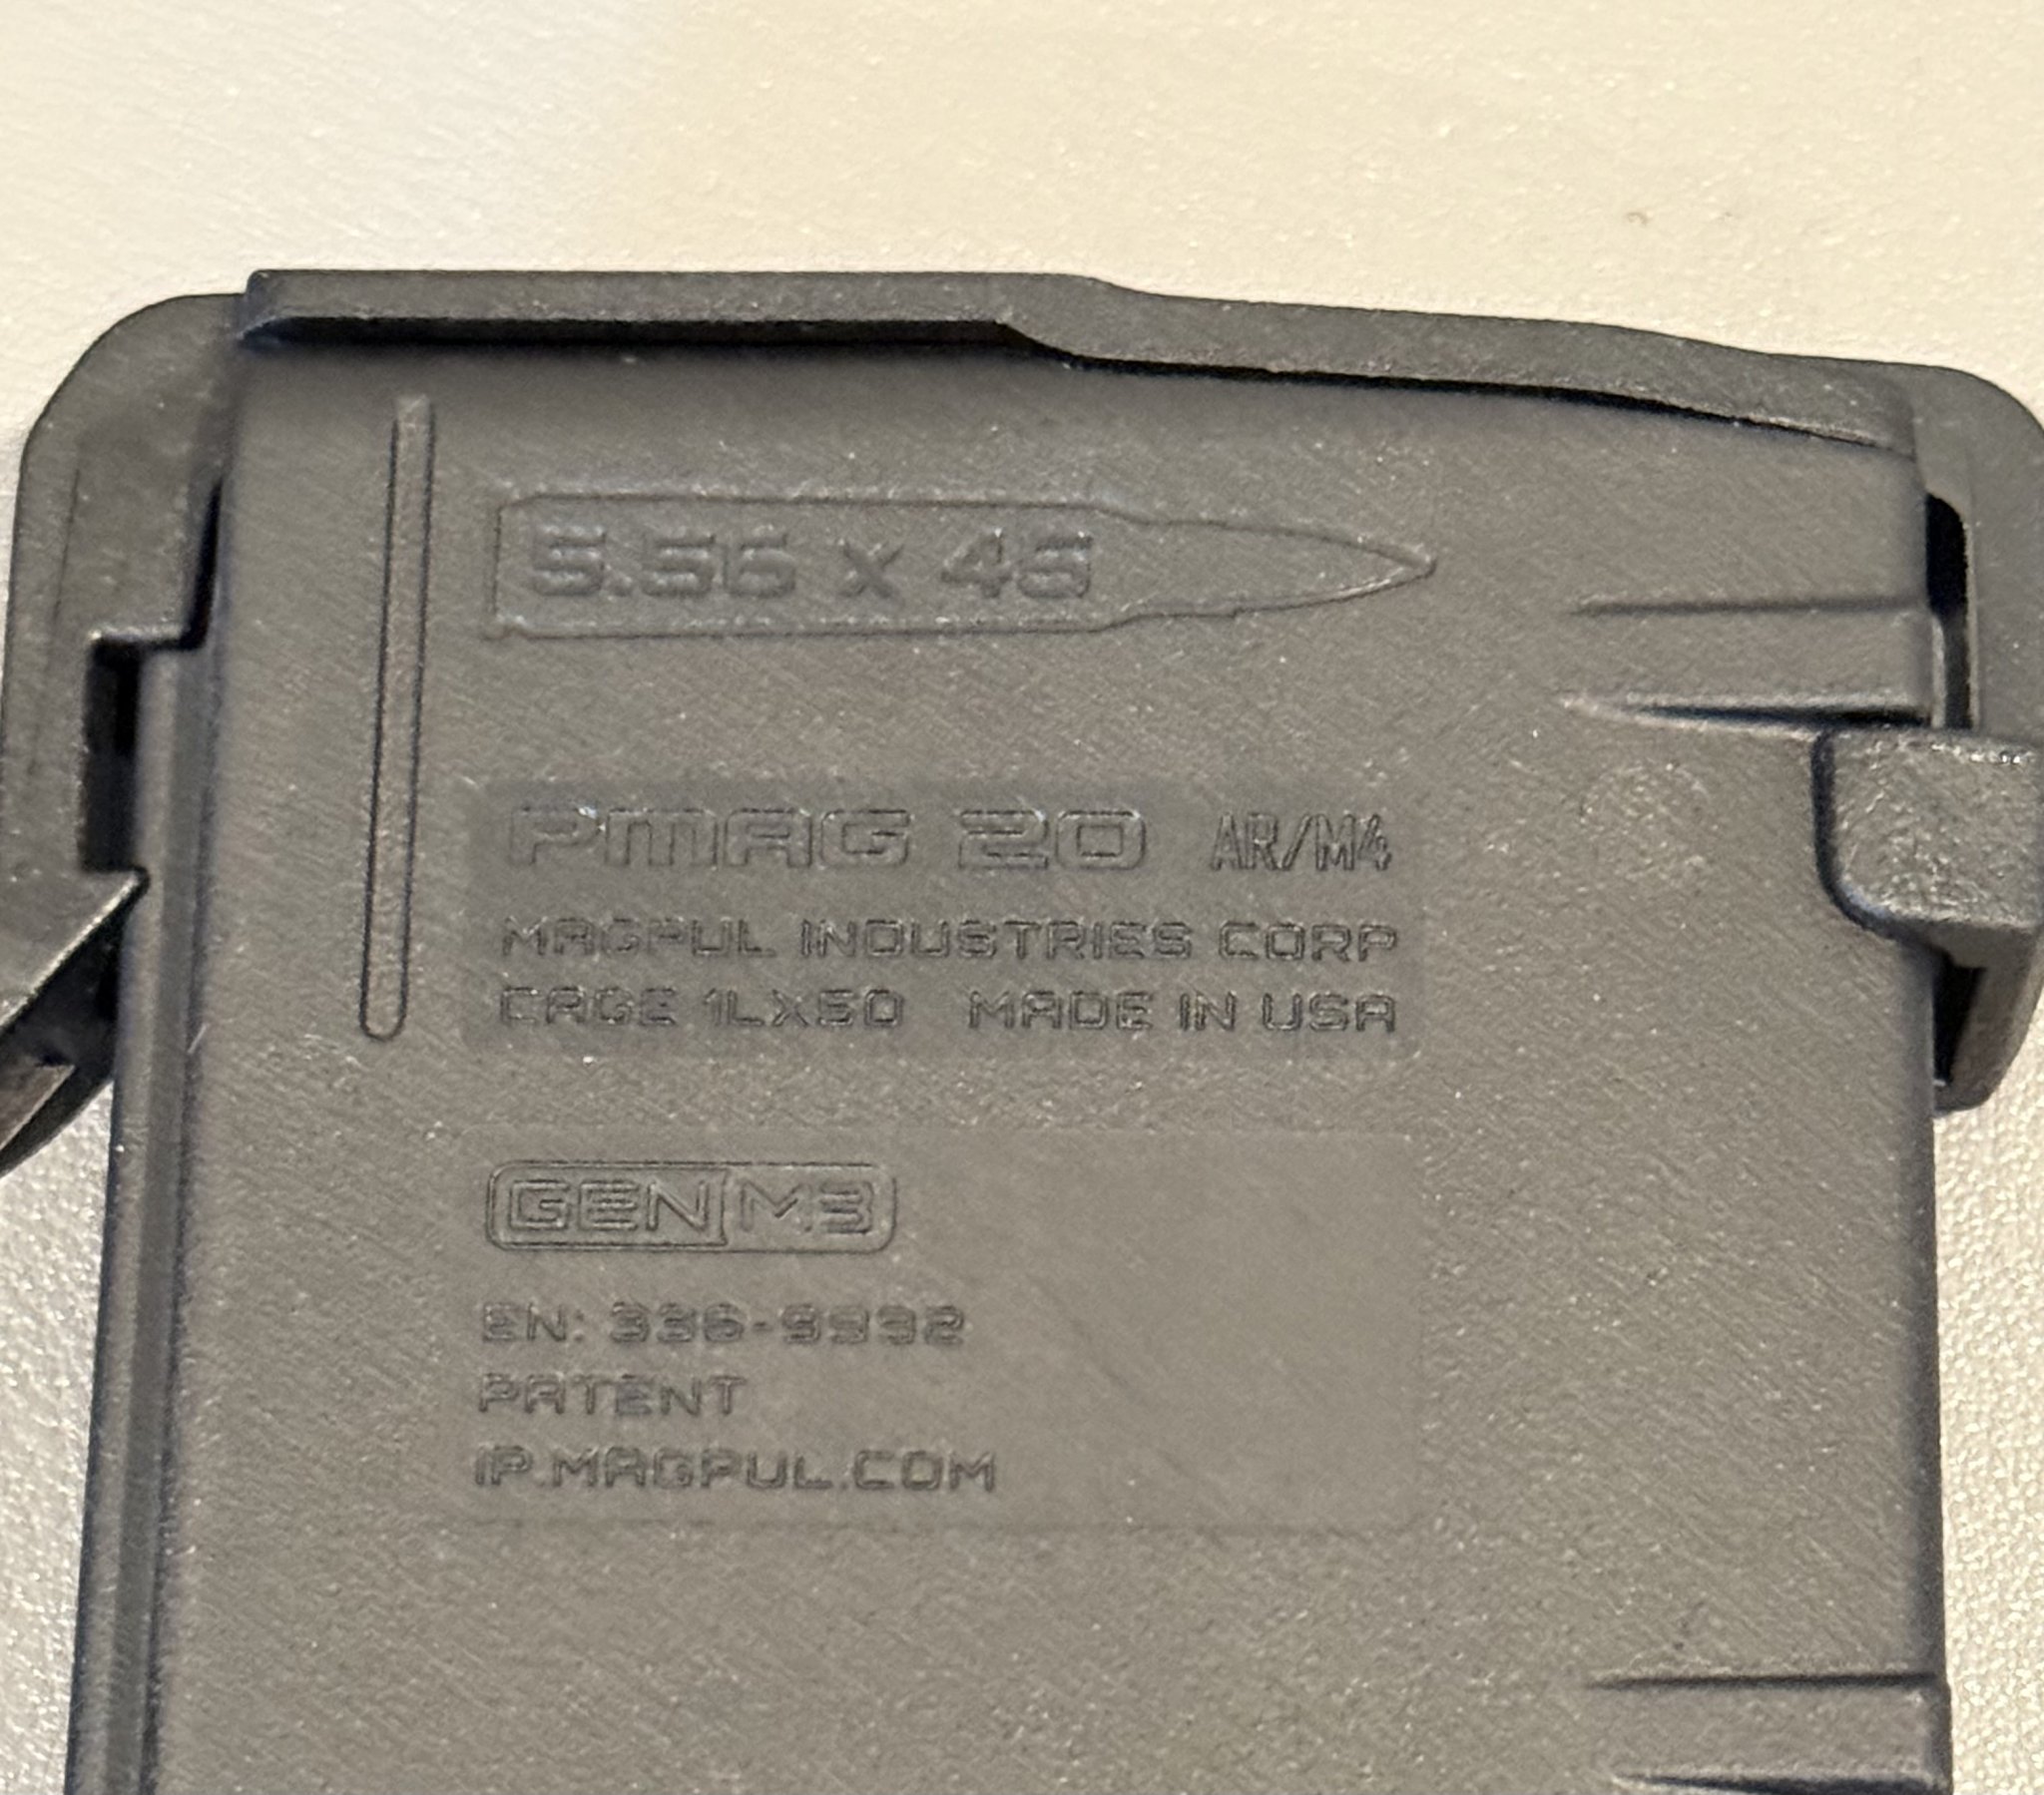 5.56 x 45
PMAG 20 AR/M4
MAGPUL INDUSTRIES CORP
CAGE 1LX50 MADE IN USA
GEN M3
EN: 336-9932
PATENT
IP.MAGPUL.COM